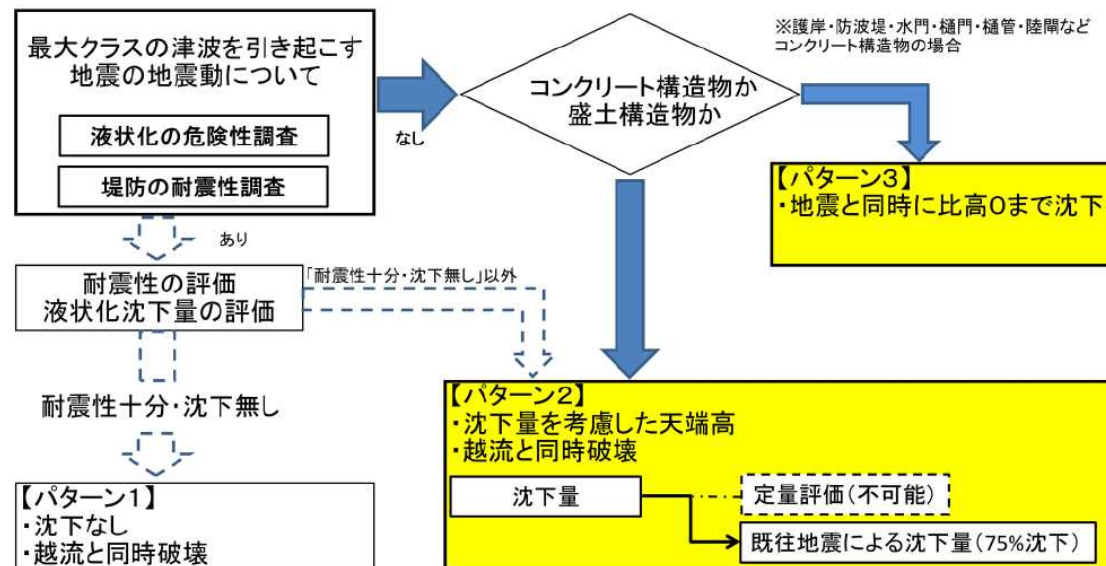 最大クラスの津波を引き起こす
地震の地震動について
液状化の危険性調査
堤防の耐震性調査
なし
コンクリート構造物か
盛土構造物か
※護岸・防波堤・水門・樋門・樋管・陸閘など
コンクリート構造物の場合
【パターン3】
・地震と同時に比高0まで沈下
あり
耐震性の評価
液状化沈下量の評価
「耐震性十分・沈下無し」以外
耐震性十分・沈下無し
【パターン1】
・沈下なし
・越流と同時破壊
【パターン2】
・沈下量を考慮した天端高
・越流と同時破壊
沈下量
定量評価(不可能)
既往地震による沈下量(75%沈下)